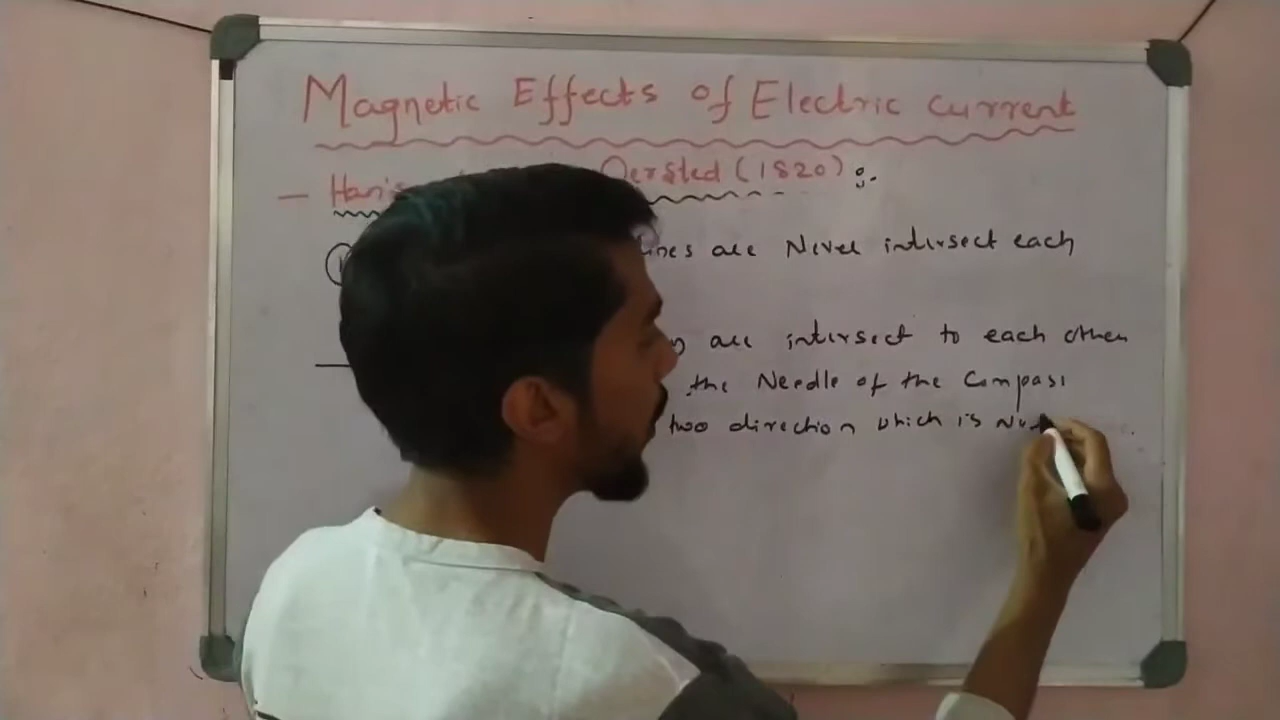 Magnetic Effects of Electric current
— Hans Oersted (1820) :-
lines are Never intersect each
are intersect to each other
the Needle of the Compass
two direction which is Not